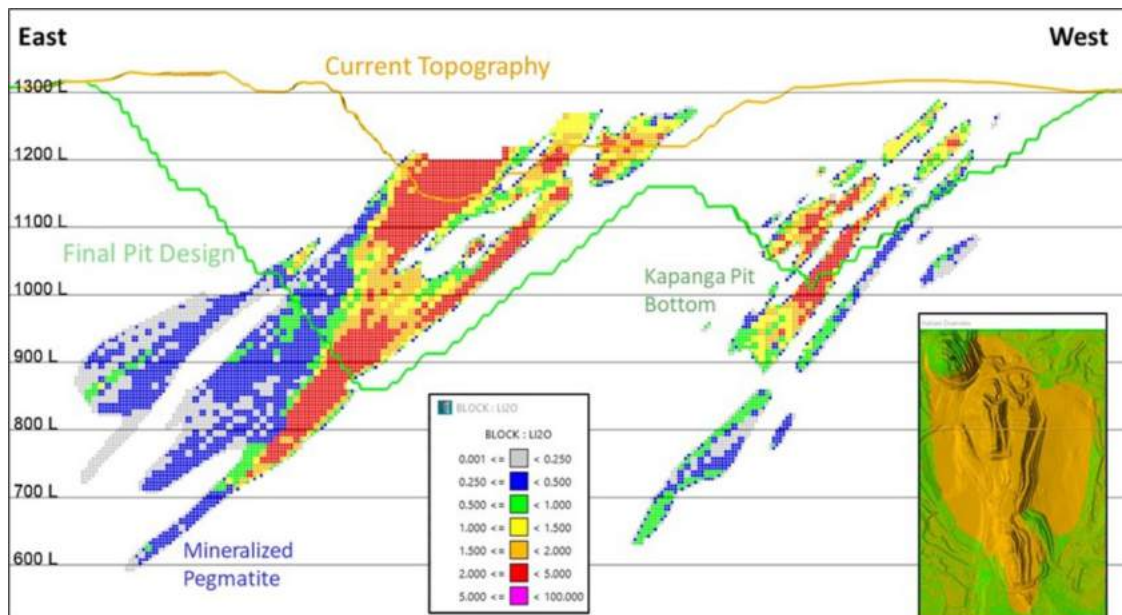 East
West
Current Topography
1300 L
1200 L
1100 L
Final Pit Design
1000 L
Kapanga Pit
Bottom
900 L
800 L
700 L
600 L
Mineralized
Pegmatite
BLOCK : LI2O
BLOCK : LI2O
0.001 <= < 0.250
0.250 <= < 0.500
0.500 <= < 1.000
1.000 <= < 1.500
1.500 <= < 2.000
2.000 <= < 5.000
5.000 <= < 100.000